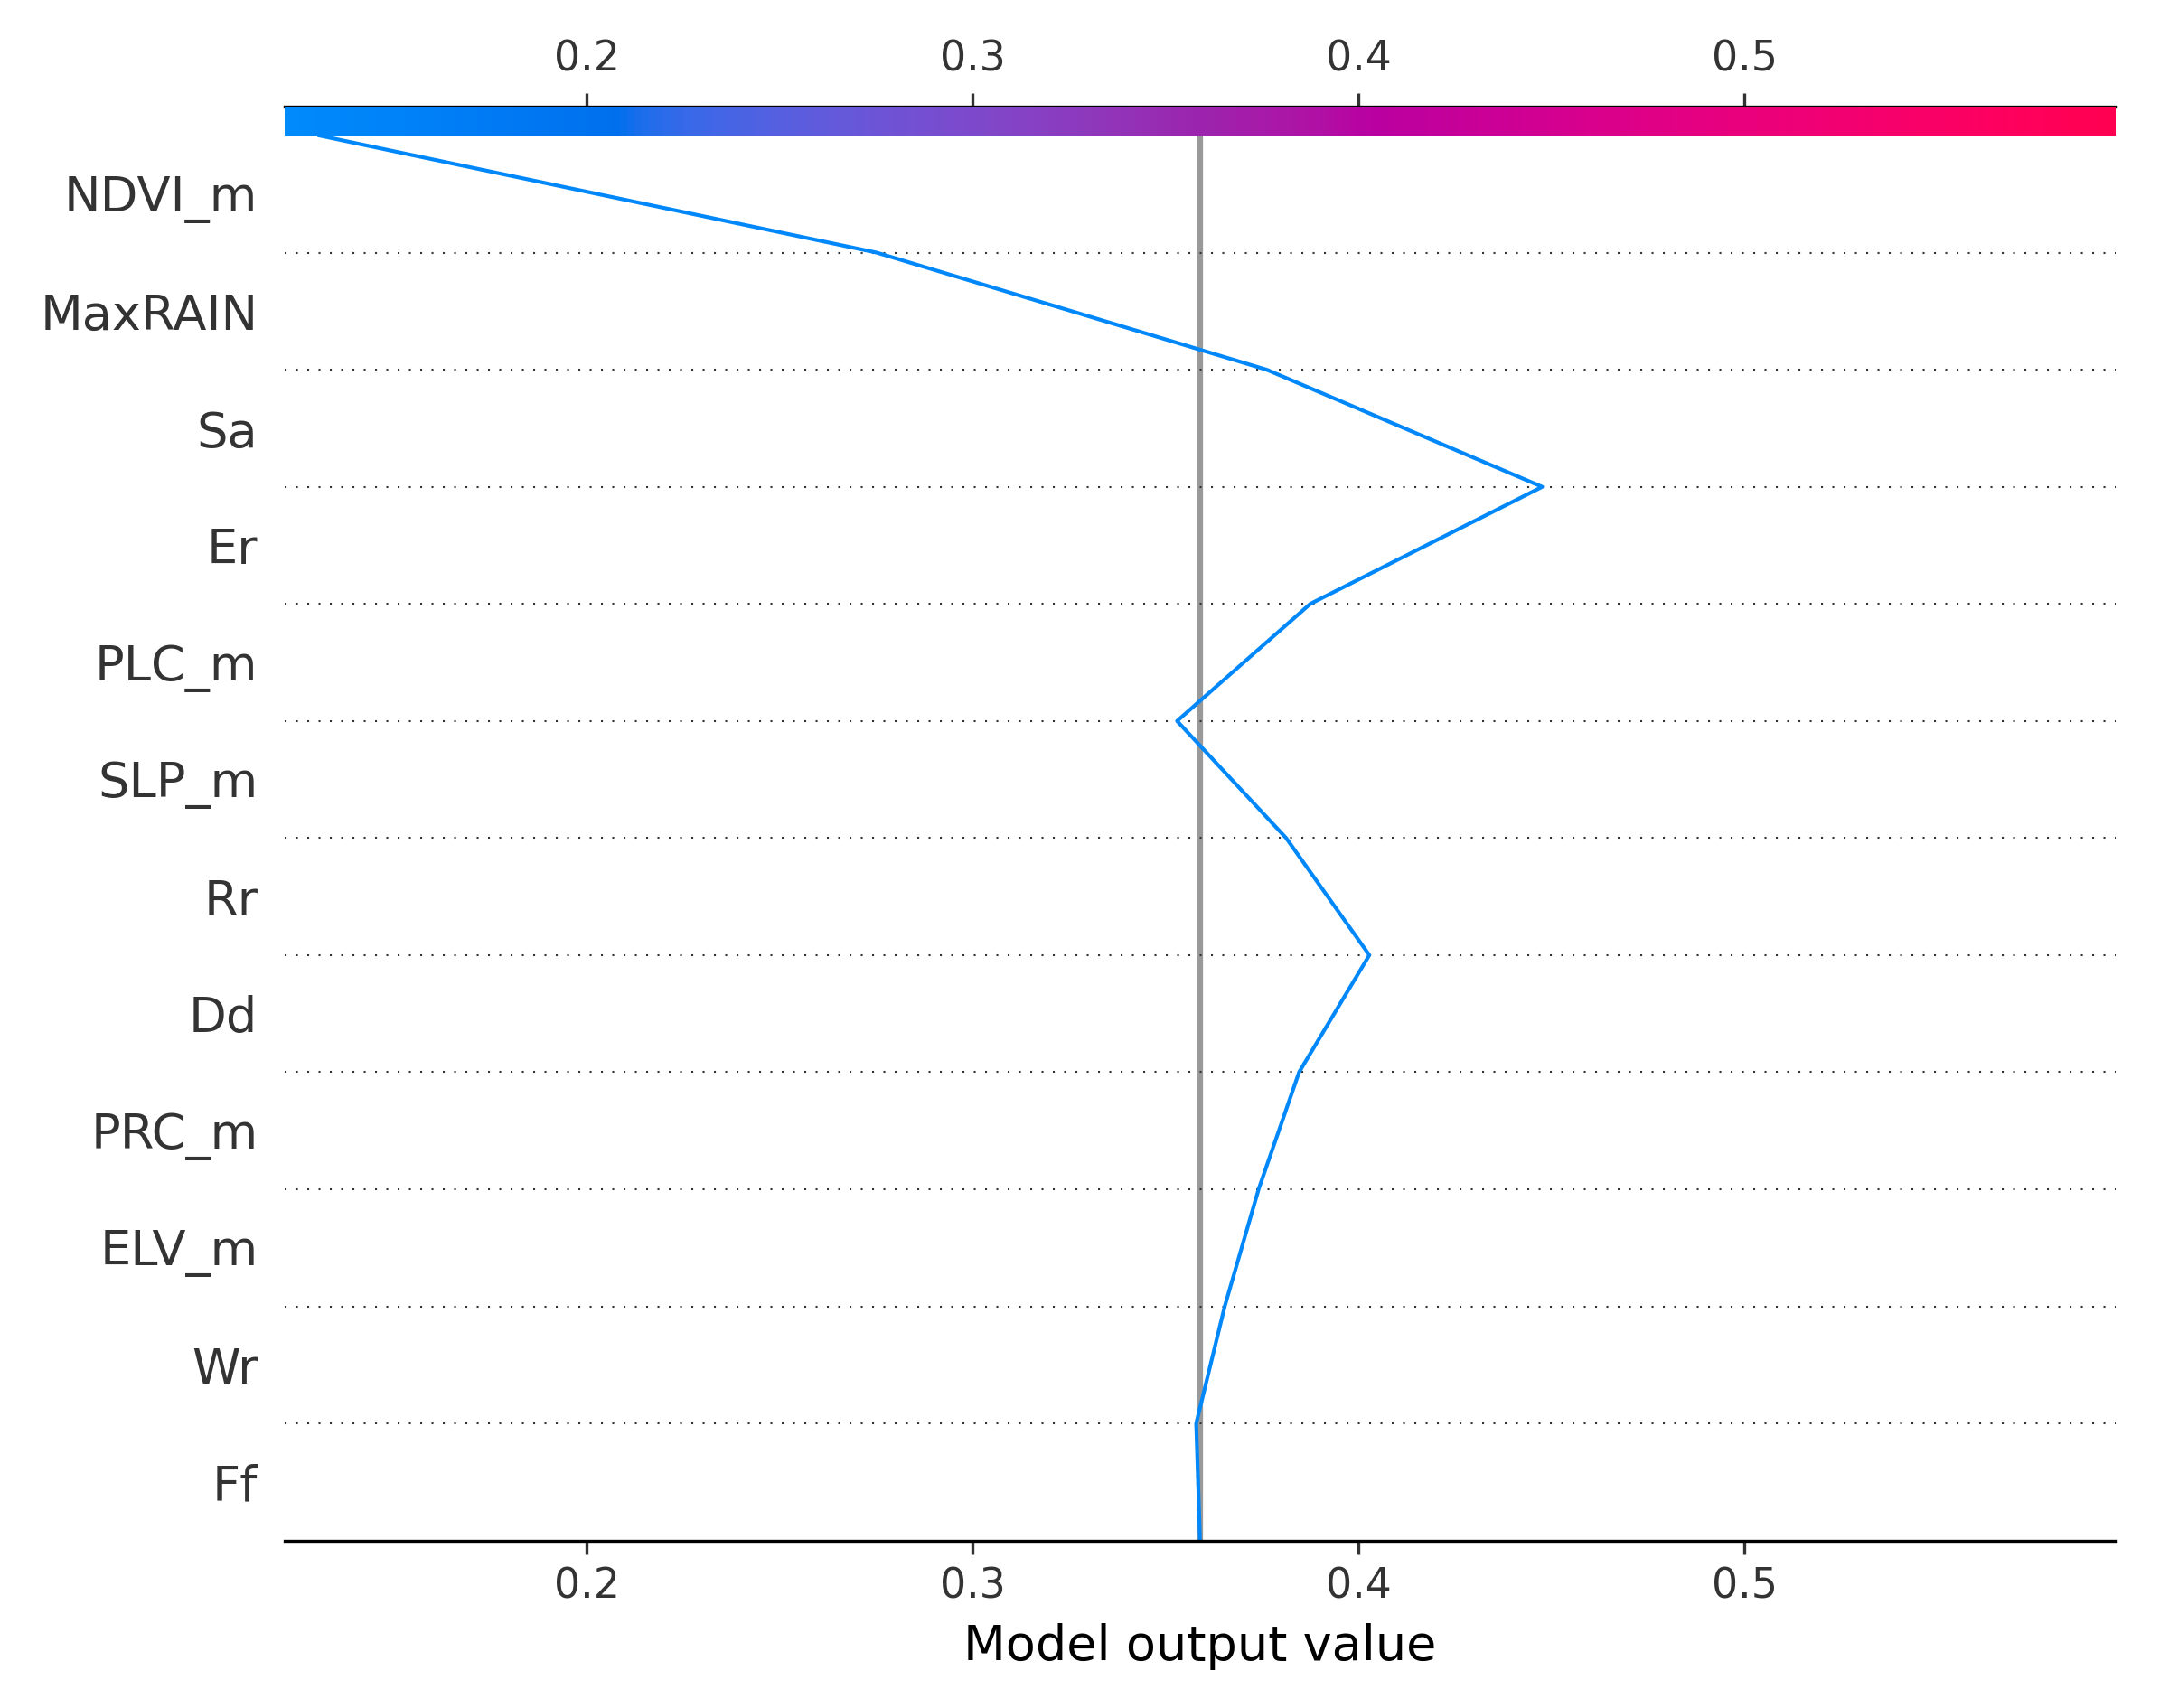 0.2 0.3 0.4 0.5
NDVI_m
MaxRAIN
Sa
Er
PLC_m
SLP_m
Rr
Dd
PRC_m
ELV_m
Wr
Ff
0.2 0.3 0.4 0.5
Model output value